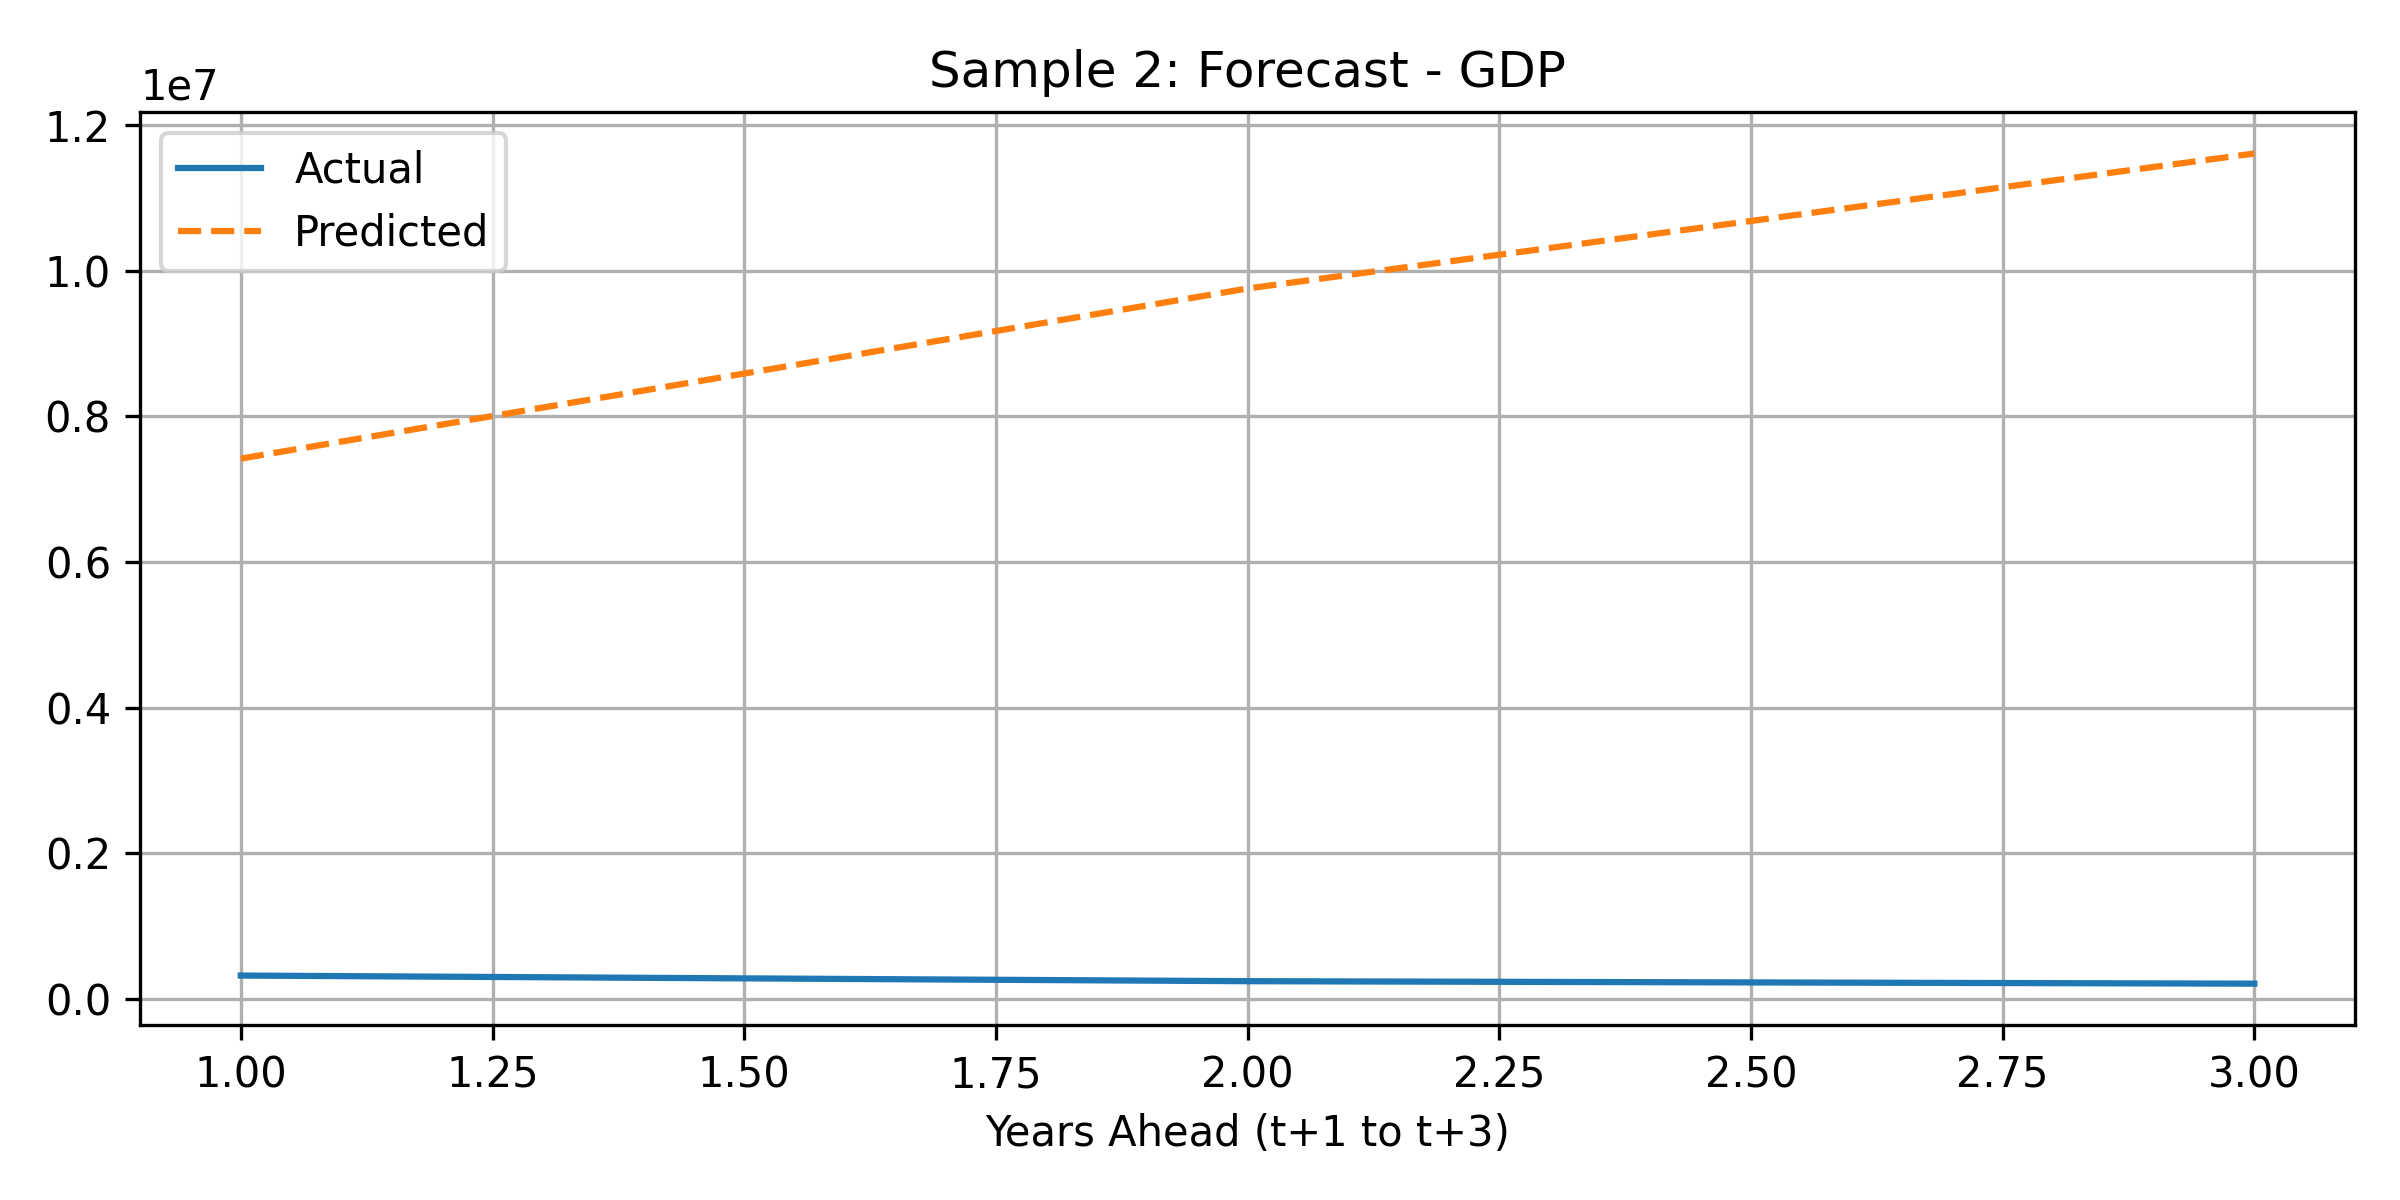 Sample 2: Forecast - GDP
1e7
1.2
1.0
0.8
0.6
0.4
0.2
0.0
Actual
Predicted
1.00 1.25 1.50 1.75 2.00 2.25 2.50 2.75 3.00
Years Ahead (t+1 to t+3)